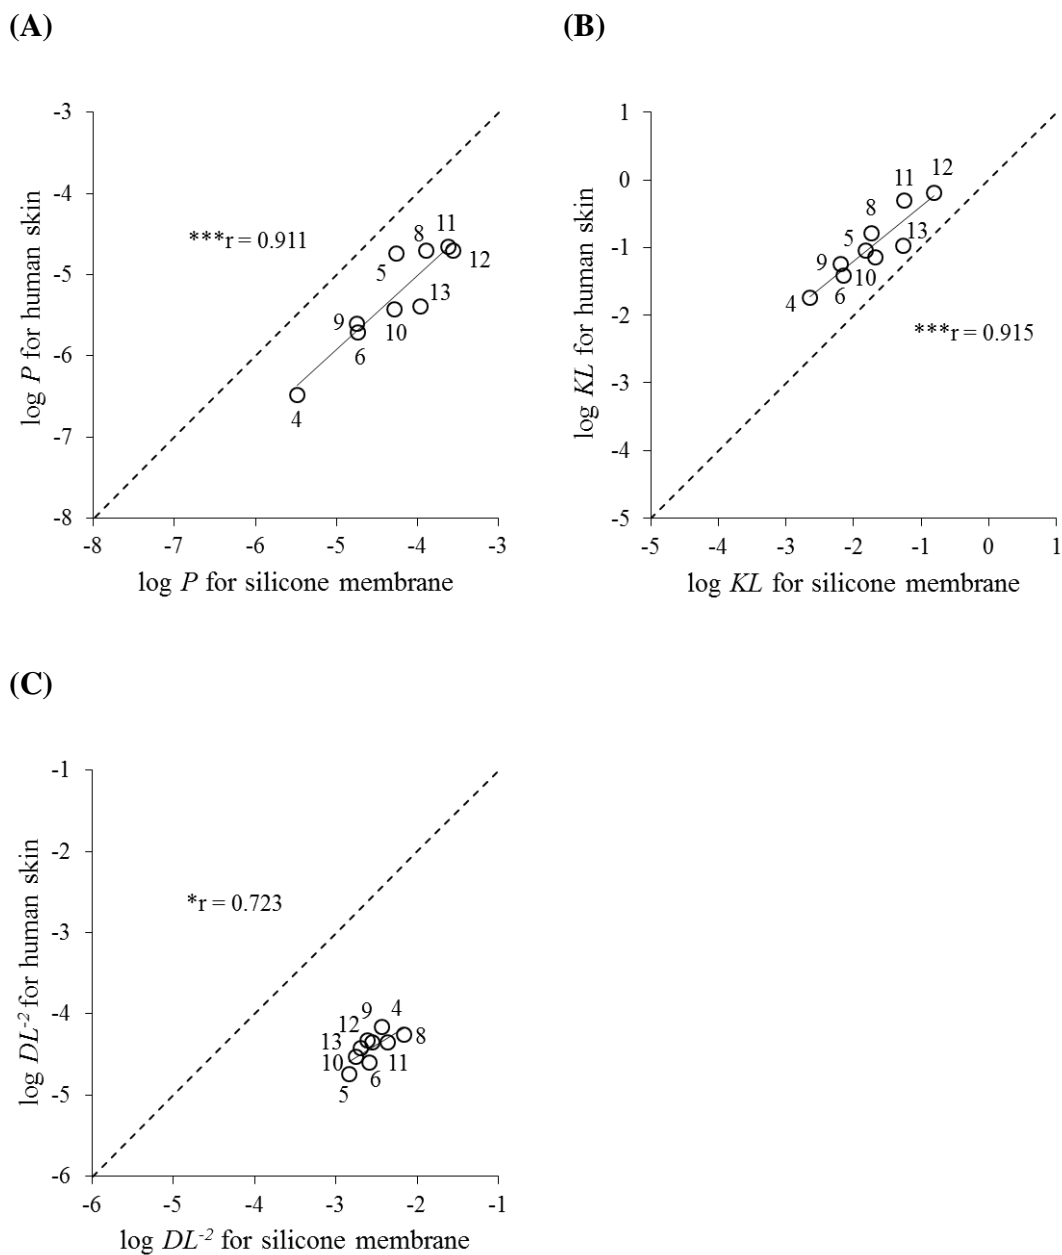 (A)
(B)
-3
-4
-5
-6
-7
-8
log P for human skin
***r = 0.911
11
8
5
12
13
9
10
6
4
-8 -7 -6 -5 -4 -3
log P for silicone membrane
1
0
-1
-2
-3
-4
-5
log KL for human skin
12
11
8
13
5
9
10
6
4
***r = 0.915
-5 -4 -3 -2 -1 0 1
log KL for silicone membrane
(C)
-1
-2
-3
-4
-5
-6
log DL⁻² for human skin
*r = 0.723
9 4
12
13 8
10 11
6
5
-6 -5 -4 -3 -2 -1
log DL⁻² for silicone membrane